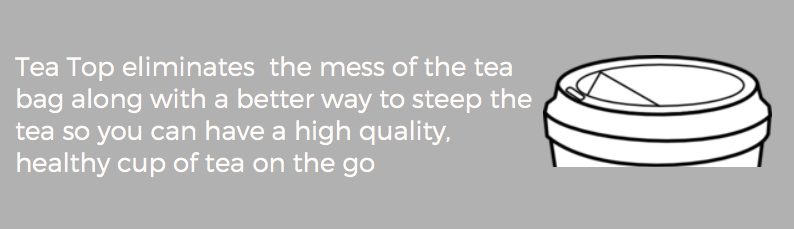 Tea Top eliminates  the mess of the tea
bag along with a better way to steep the
tea so you can have a high quality,
healthy cup of tea on the go